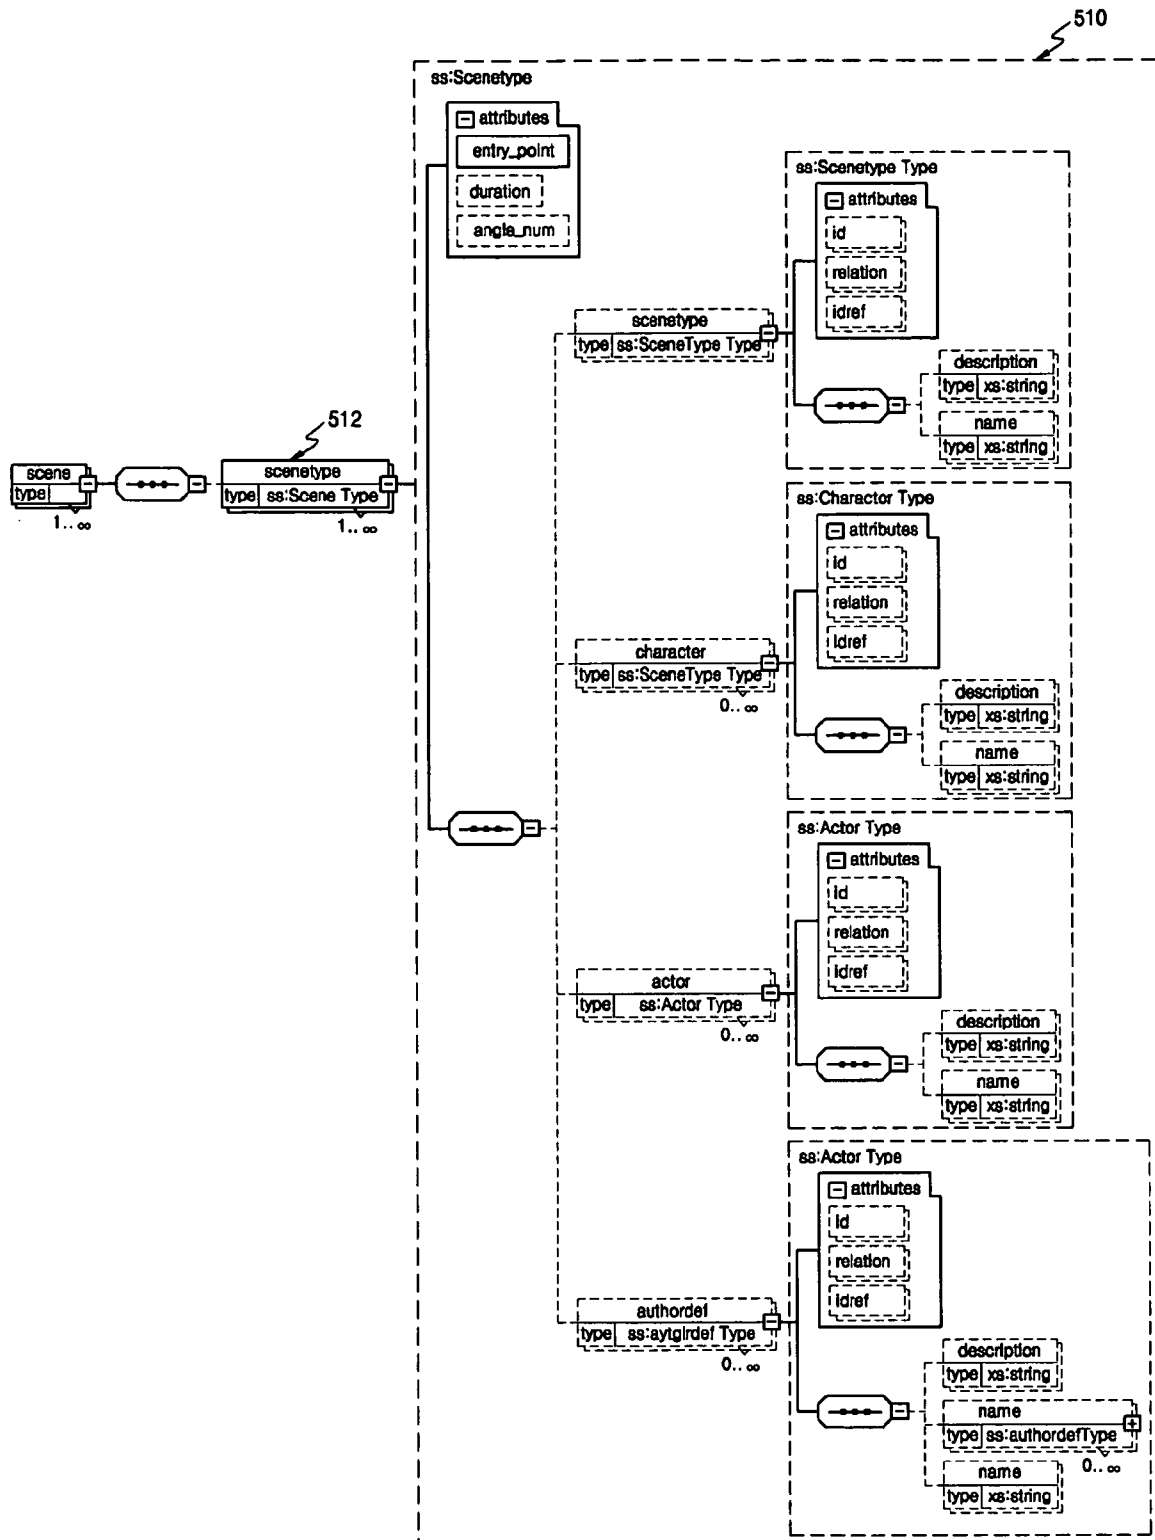 510
ss:Scenetype
attributes
entry_point
duration
angle_num
ss:Scenetype Type
attributes
id
relation
idref
scenetype
type ss:SceneType Type
description
type xs:string
name
type xs:string
512
scene
type
1..∞
scenetype
type ss:Scene Type
1..∞
ss:Charactor Type
attributes
id
relation
idref
character
type ss:SceneType Type
0..∞
description
type xs:string
name
type xs:string
ss:Actor Type
attributes
id
relation
idref
actor
type ss:Actor Type
0..∞
description
type xs:string
name
type xs:string
ss:Actor Type
attributes
id
relation
idref
authordef
type ss:aytgirdef Type
0..∞
description
type xs:string
name
type ss:authordefType
0..∞
name
type xs:string